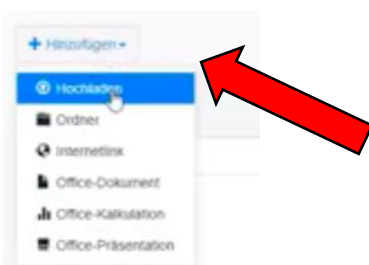 + Hinzufügen
Hochladen
Ordner
Internetlink
Office-Dokument
Office-Kalkulation
Office-Präsentation